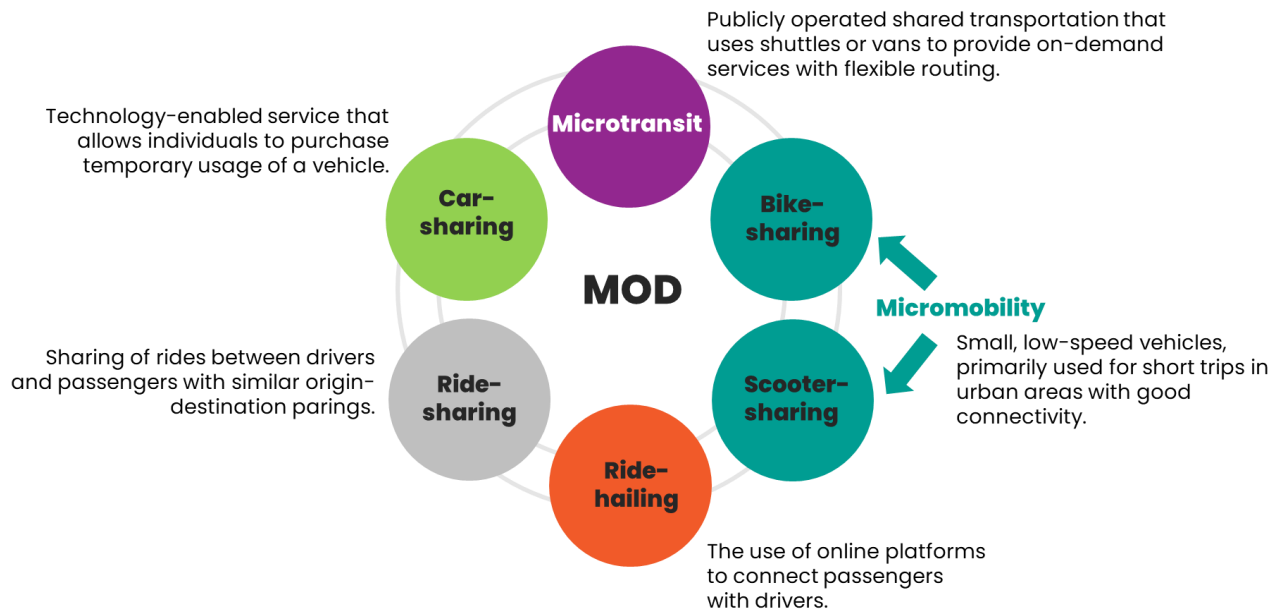 Publicly operated shared transportation that
uses shuttles or vans to provide on-demand
services with flexible routing.
Microtransit
Technology-enabled service that
allows individuals to purchase
temporary usage of a vehicle.
Car-
sharing
Bike-
sharing
MOD
Micromobility
Small, low-speed vehicles,
primarily used for short trips in
urban areas with good
connectivity.
Sharing of rides between drivers
and passengers with similar origin-
destination parings.
Ride-
sharing
Scooter-
sharing
Ride-
hailing
The use of online platforms
to connect passengers
with drivers.